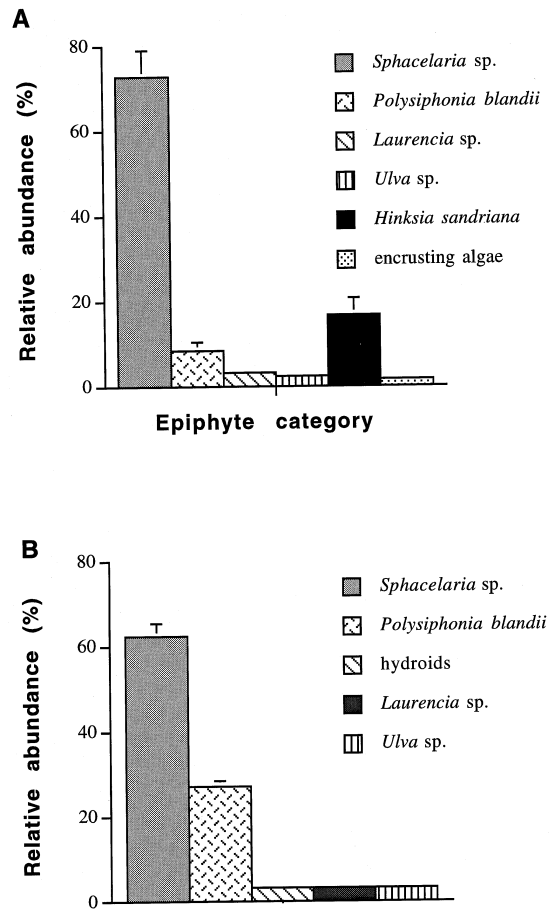 A
Relative abundance (%)
80
60
40
20
0
Sphacelaria sp.
Polysiphonia blandii
Laurencia sp.
Ulva sp.
Hinksia sandriana
encrusting algae
Epiphyte category
B
Relative abundance (%)
80
60
40
20
0
Sphacelaria sp.
Polysiphonia blandii
hydroids
Laurencia sp.
Ulva sp.